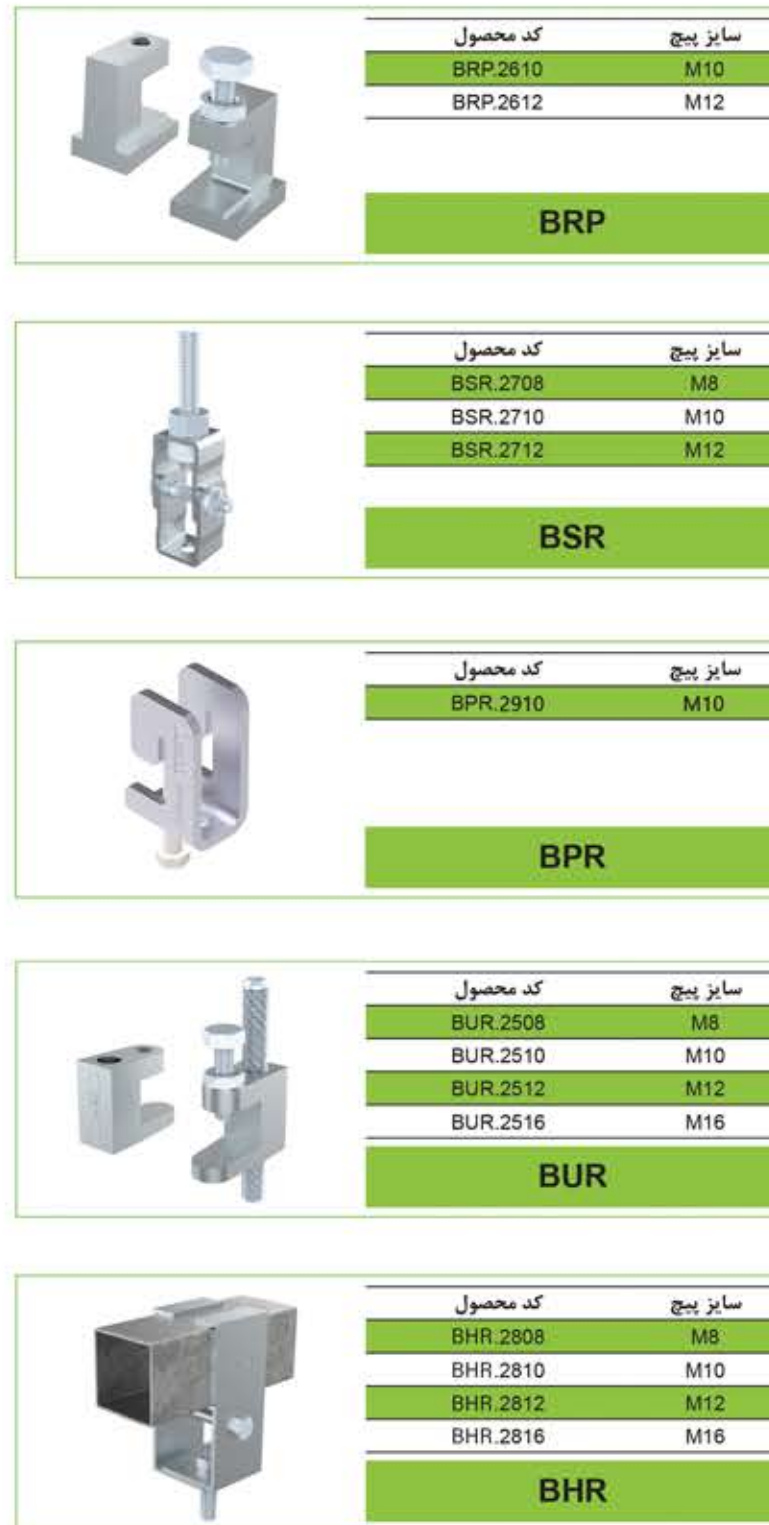 سایز پیچ کد محصول
M10 BRP.2610
M12 BRP.2612
BRP
سایز پیچ کد محصول
M8 BSR.2708
M10 BSR.2710
M12 BSR.2712
BSR
سایز پیچ کد محصول
M10 BPR.2910
BPR
سایز پیچ کد محصول
M8 BUR.2508
M10 BUR.2510
M12 BUR.2512
M16 BUR.2516
BUR
سایز پیچ کد محصول
M8 BHR.2808
M10 BHR.2810
M12 BHR.2812
M16 BHR.2816
BHR